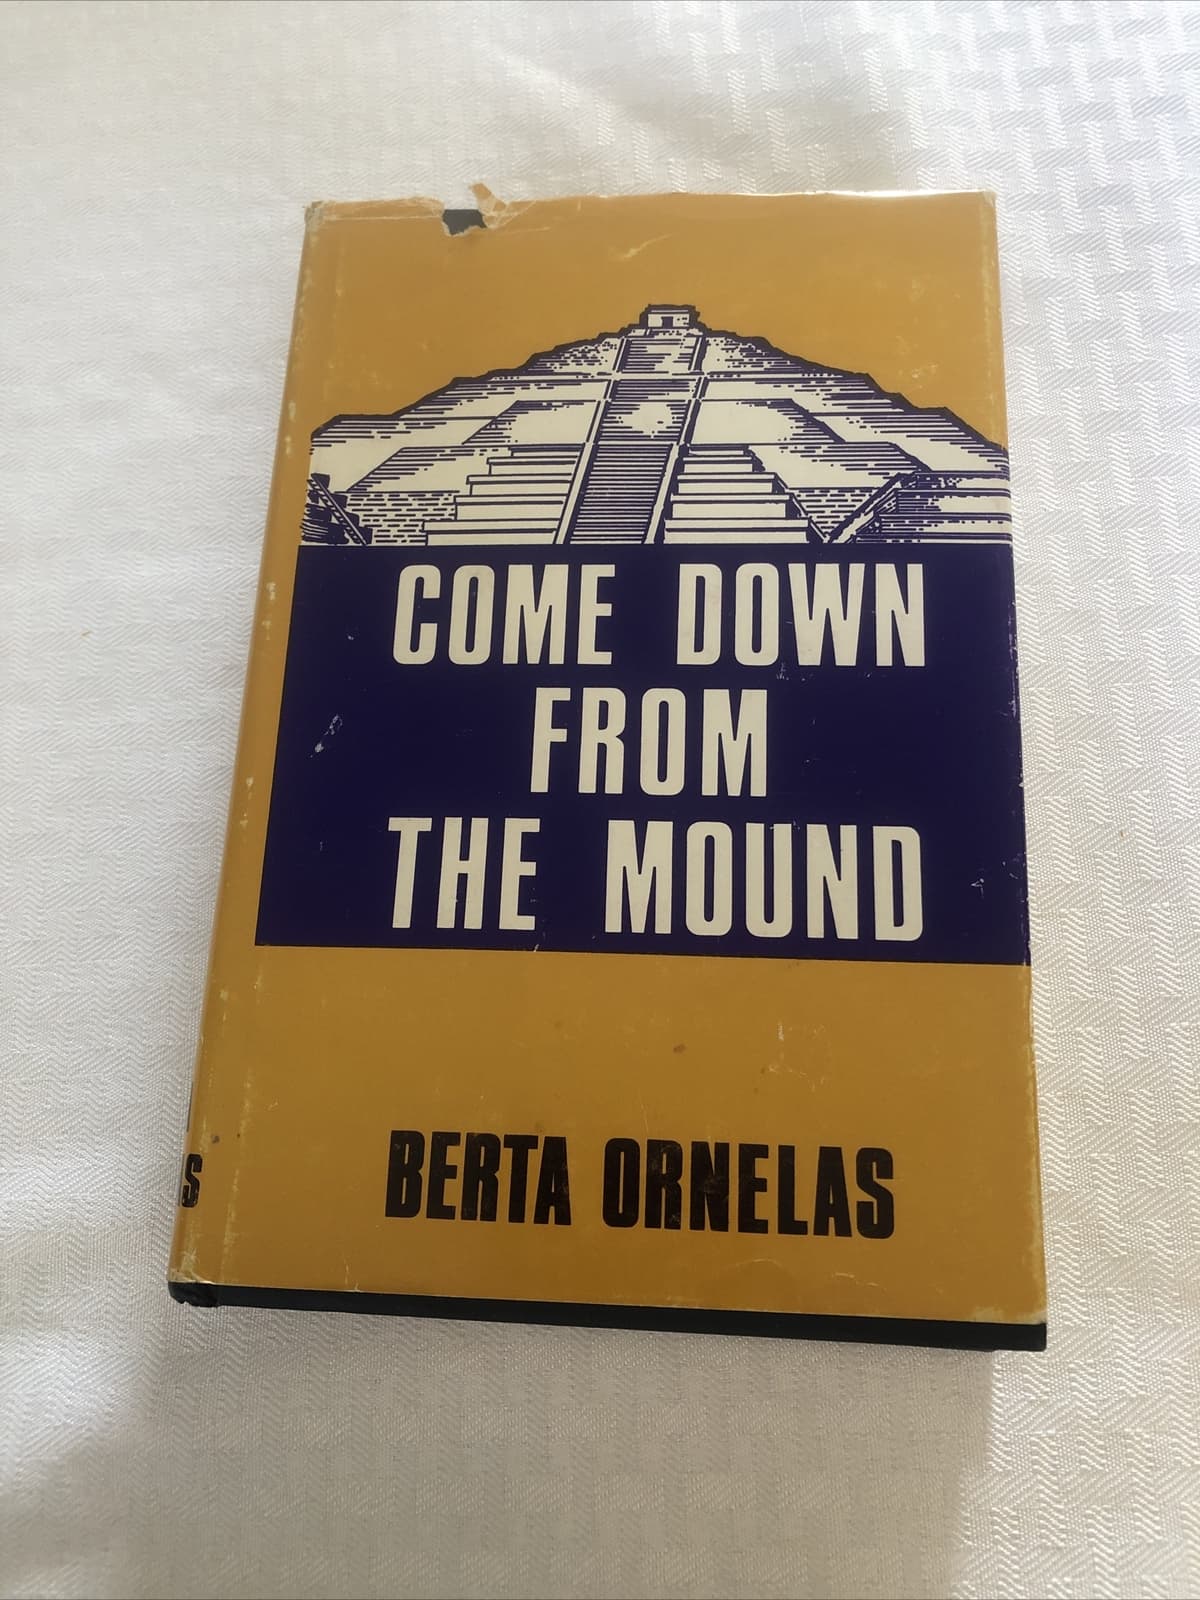 COME DOWN
FROM
THE MOUND
BERTA ORNELAS
S